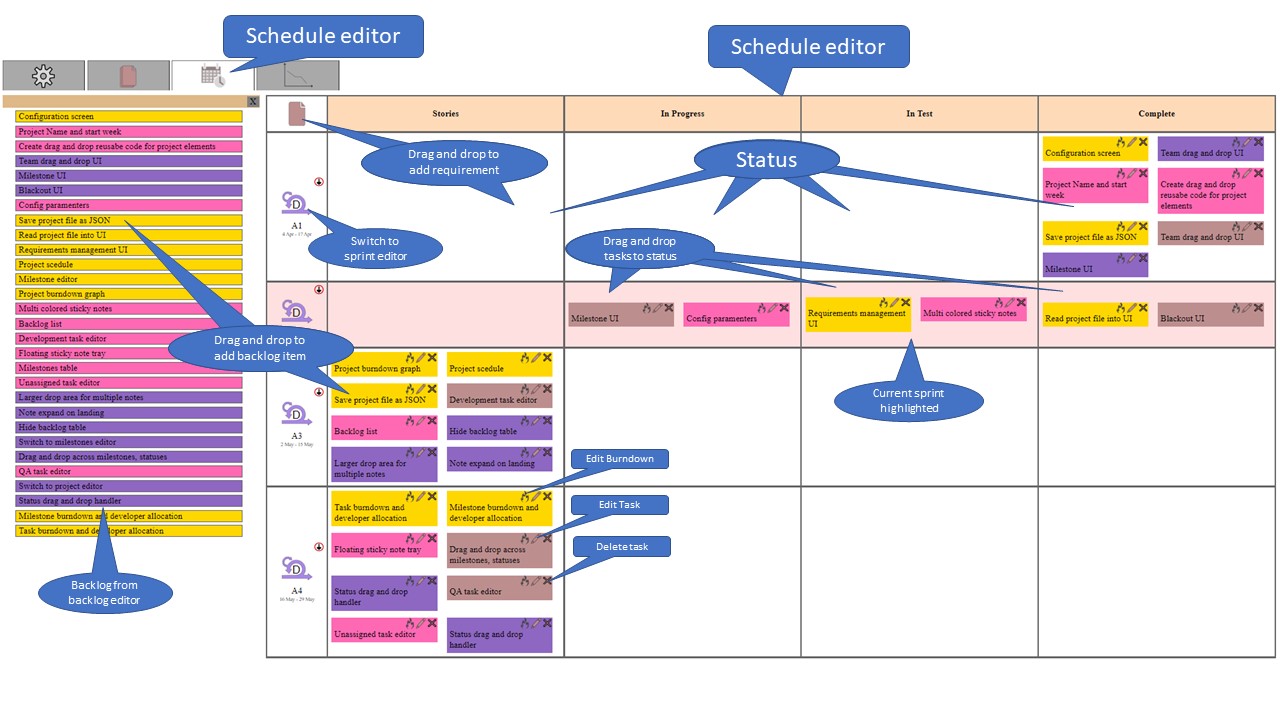 Schedule editor
Schedule editor
X
Configuration screen
Project Name and start week
Create drag and drop reusabe code for project elements
Team drag and drop UI
Milestone UI
Blackout UI
Config paramenters
Save project file as JSON
Read project file into UI
Requirements management UI
Project scedule
Milestone editor
Project burndown graph
Multi colored sticky notes
Backlog list
Development task editor
Floating sticky note tray
Milestones table
Unassigned task editor
Larger drop area for multiple notes
Note expand on landing
Hide backlog table
Switch to milestones editor
Drag and drop across milestones, statuses
QA task editor
Switch to project editor
Status drag and drop handler
Milestone burndown and developer allocation
Task burndown and developer allocation
Drag and drop to
add backlog item
Backlog from
backlog editor
Stories
In Progress
In Test
Complete
Drag and drop to
add requirement
Status
D
A1
4 Apr - 17 Apr
Switch to
sprint editor
Drag and drop
tasks to status
Configuration screen
Team drag and drop UI
Project Name and start
week
Create drag and drop
reusabe code for project
elements
Save project file as JSON
Team drag and drop UI
Milestone UI
D
Milestone UI
Config paramenters
Requirements management
UI
Multi colored sticky notes
Read project file into UI
Blackout UI
Current sprint
highlighted
D
A3
2 May - 15 May
Project burndown graph
Project scedule
Save project file as JSON
Development task editor
Backlog list
Hide backlog table
Larger drop area for
multiple notes
Note expand on landing
D
A4
16 May - 29 May
Task burndown and
developer allocation
Milestone burndown and
developer allocation
Floating sticky note tray
Drag and drop across
milestones, statuses
Status drag and drop
handler
QA task editor
Unassigned task editor
Status drag and drop
handler
Edit Burndown
Edit Task
Delete task